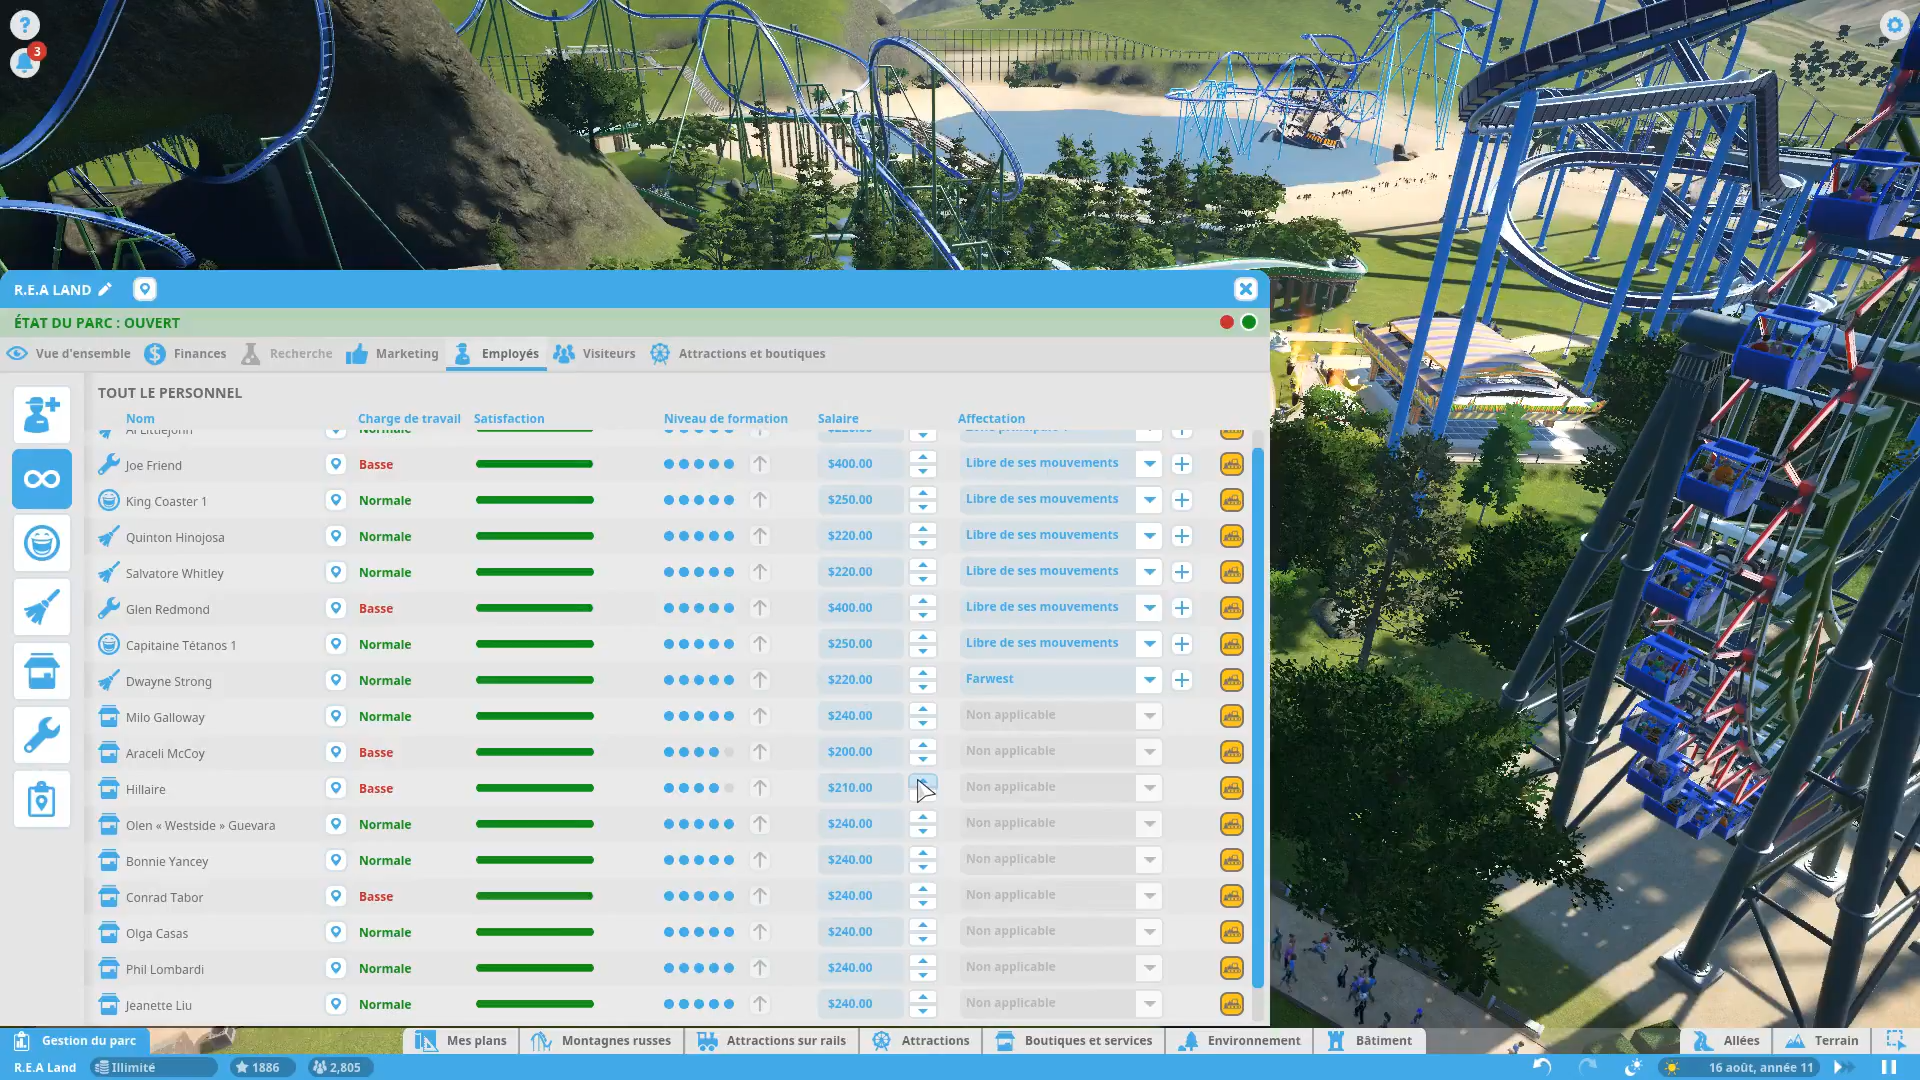 3
R.E.A LAND
ÉTAT DU PARC : OUVERT
Vue d'ensemble Finances Recherche Marketing Employés Visiteurs Attractions et boutiques
TOUT LE PERSONNEL
Nom Charge de travail Satisfaction Niveau de formation Salaire Affectation
Al Littlejohn Normale $220.00
Joe Friend Basse $400.00 Libre de ses mouvements
King Coaster 1 Normale $250.00 Libre de ses mouvements
Quinton Hinojosa Normale $220.00 Libre de ses mouvements
Salvatore Whitley Normale $220.00 Libre de ses mouvements
Glen Redmond Basse $400.00 Libre de ses mouvements
Capitaine Tétanos 1 Normale $250.00 Libre de ses mouvements
Dwayne Strong Normale $220.00 Farwest
Milo Galloway Normale $240.00 Non applicable
Araceli McCoy Basse $200.00 Non applicable
Hillaire Basse $210.00 Non applicable
Olen « Westside » Guevara Normale $240.00 Non applicable
Bonnie Yancey Normale $240.00 Non applicable
Conrad Tabor Basse $240.00 Non applicable
Olga Casas Normale $240.00 Non applicable
Phil Lombardi Normale $240.00 Non applicable
Jeanette Liu Normale $240.00 Non applicable
Gestion du parc Mes plans Montagnes russes Attractions sur rails Attractions Boutiques et services Environnement Bâtiment Allées Terrain
R.E.A Land Illimité 1886 2,805 16 août, année 11